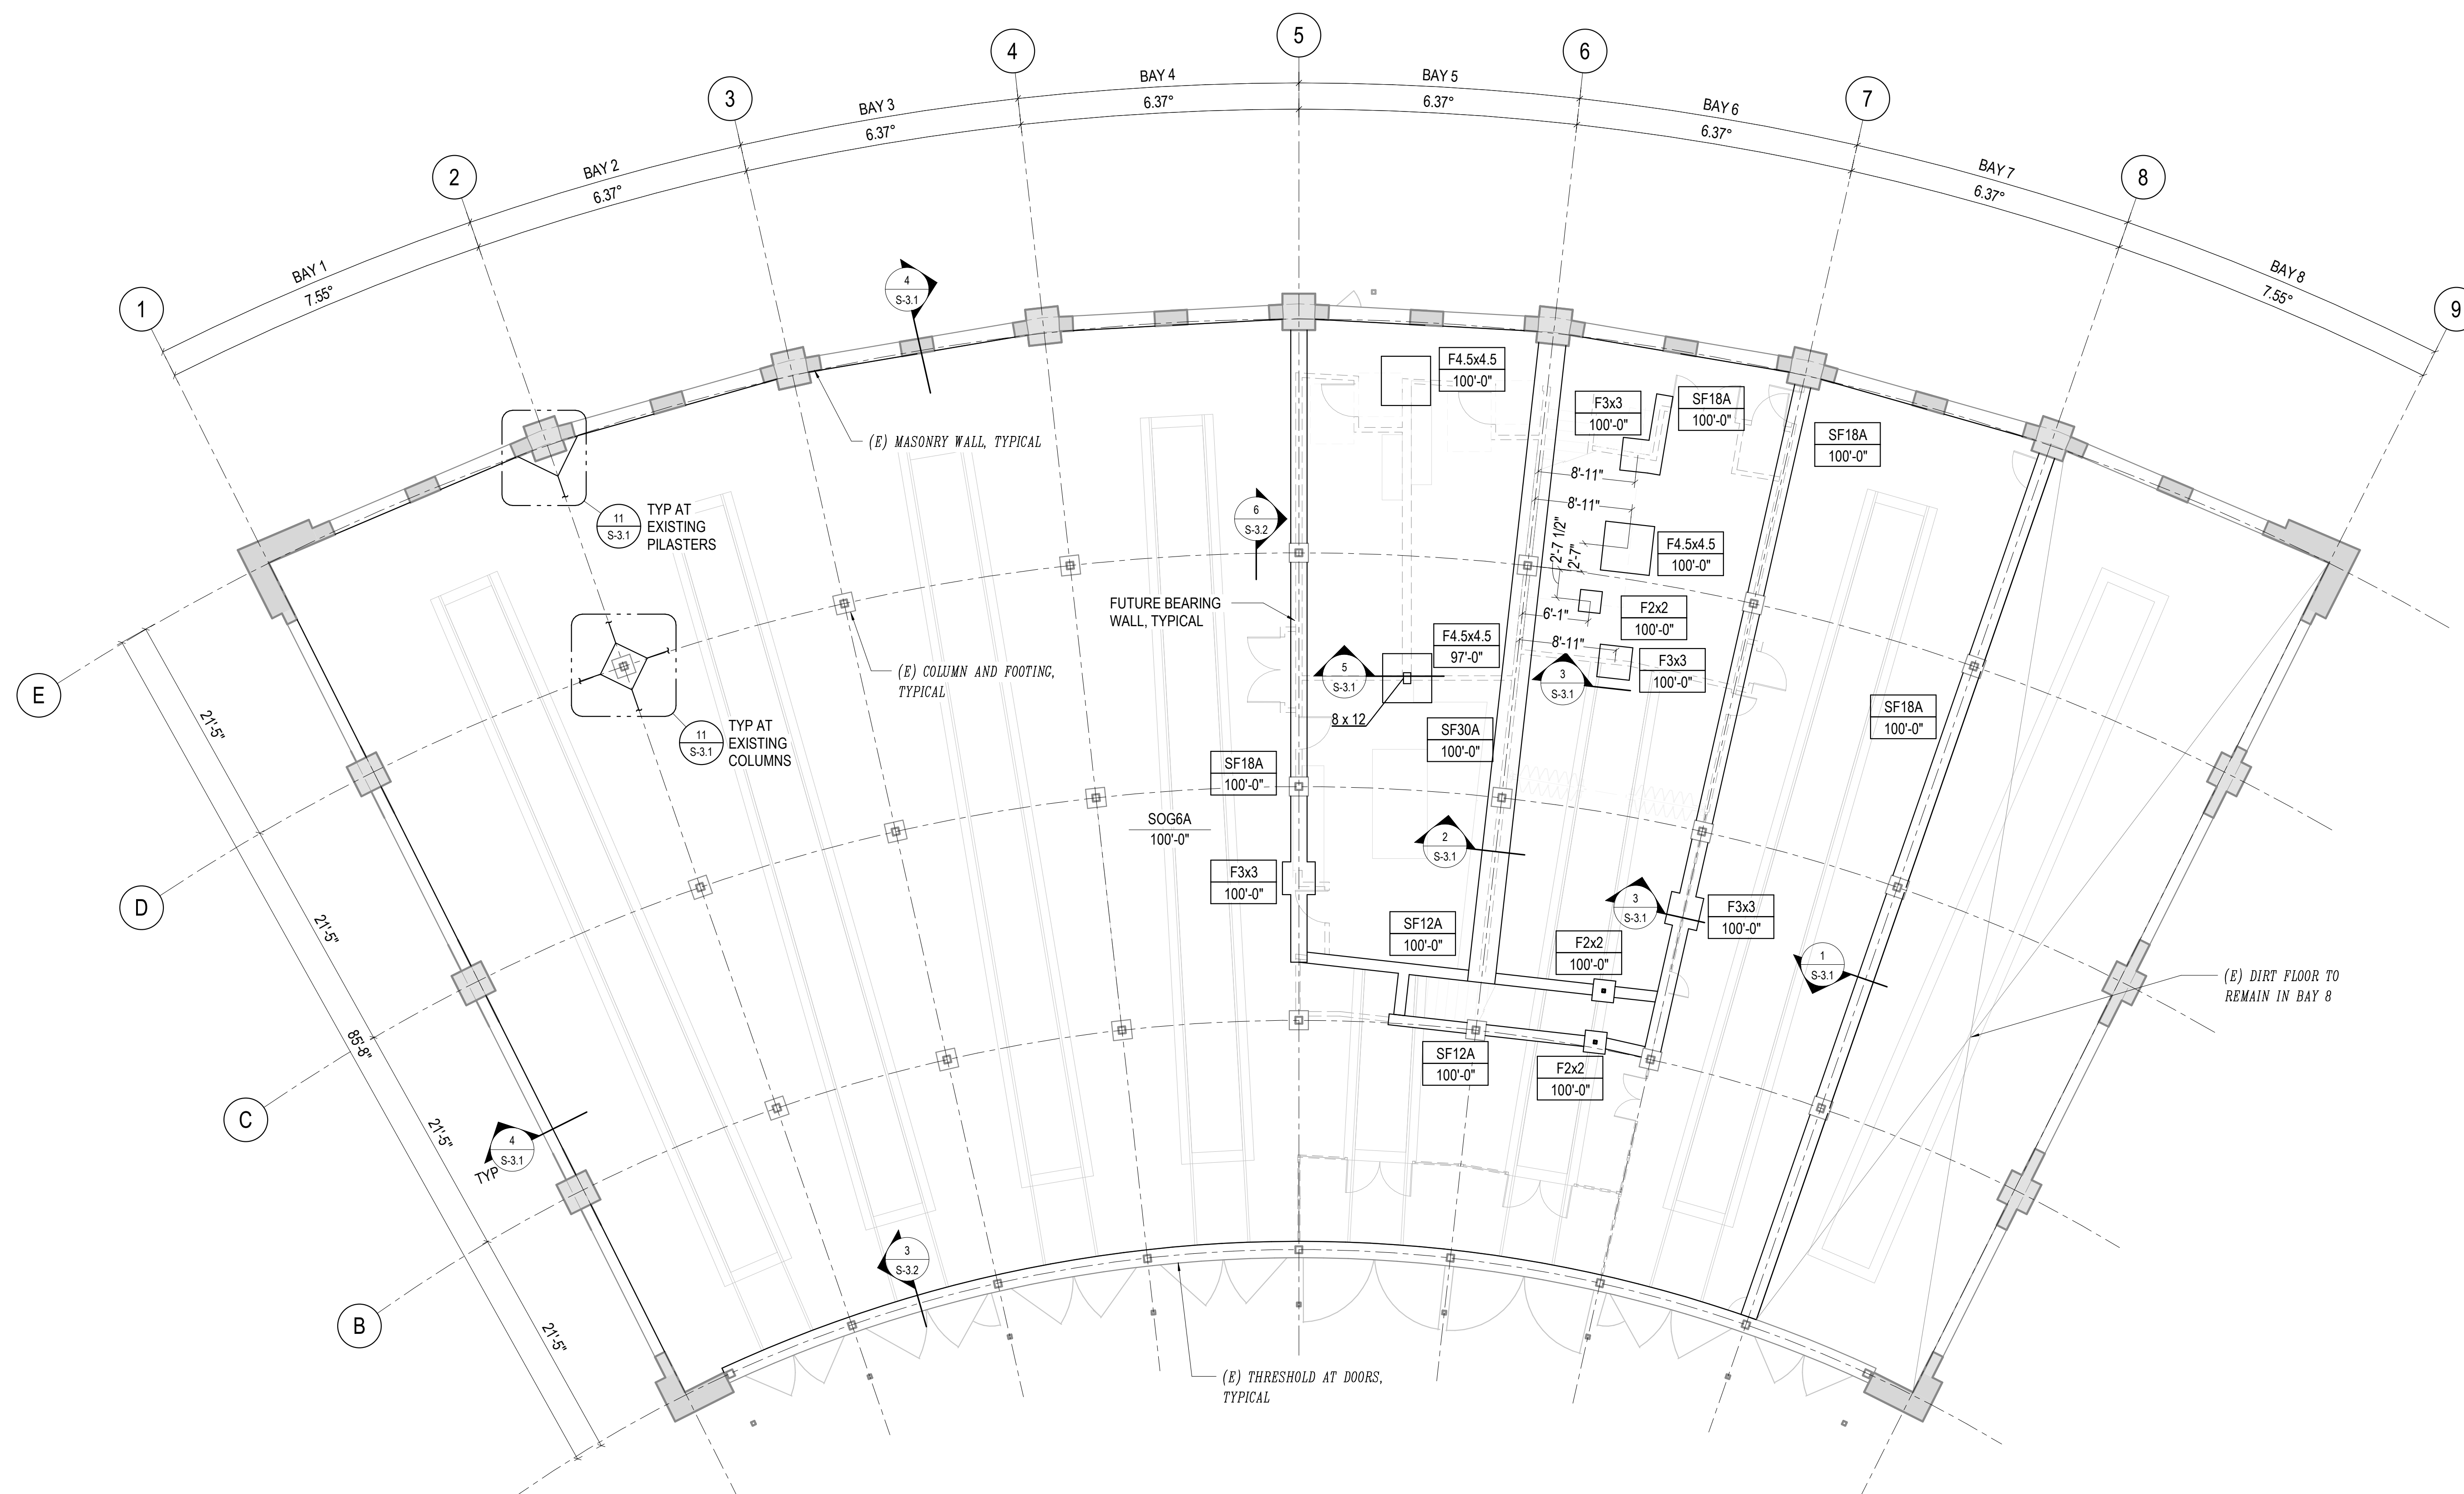 5
4
6
3
7
2
8
1
9
BAY 4
BAY 5
BAY 3
BAY 6
BAY 2
BAY 7
BAY 1
BAY 8
6.37°
6.37°
6.37°
6.37°
6.37°
6.37°
7.55°
7.55°
4
S-3.1
(E) MASONRY WALL, TYPICAL
11
S-3.1
TYP AT
EXISTING
PILASTERS
6
S-3.2
F4.5x4.5
100'-0"
F3x3
100'-0"
SF18A
100'-0"
SF18A
100'-0"
8'-11"
8'-11"
2'-7 1/2"
2'-7"
F4.5x4.5
100'-0"
FUTURE BEARING
WALL, TYPICAL
6'-1"
F2x2
100'-0"
8'-11"
F4.5x4.5
97'-0"
F3x3
100'-0"
5
S-3.1
3
S-3.1
(E) COLUMN AND FOOTING,
TYPICAL
E
11
S-3.1
TYP AT
EXISTING
COLUMNS
8 x 12
SF30A
100'-0"
SF18A
100'-0"
SF18A
100'-0"
21'-5"
SOG6A
100'-0"
2
S-3.1
F3x3
100'-0"
D
21'-5"
SF12A
100'-0"
F2x2
100'-0"
3
S-3.1
F3x3
100'-0"
1
S-3.1
(E) DIRT FLOOR TO
REMAIN IN BAY 8
85'-8"
C
21'-5"
SF12A
100'-0"
F2x2
100'-0"
4
S-3.1
TYP
3
S-3.2
B
21'-5"
(E) THRESHOLD AT DOORS,
TYPICAL